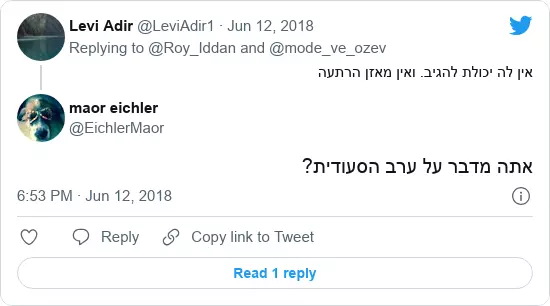 Levi Adir @LeviAdir1 · Jun 12, 2018
Replying to @Roy_Iddan and @mode_ve_ozev
אין לה יכולת להגיב. ואין מאזן הרתעה
maor eichler
@EichlerMaor
אתה מדבר על ערב הסעודית?
6:53 PM · Jun 12, 2018
Reply
Copy link to Tweet
Read 1 reply